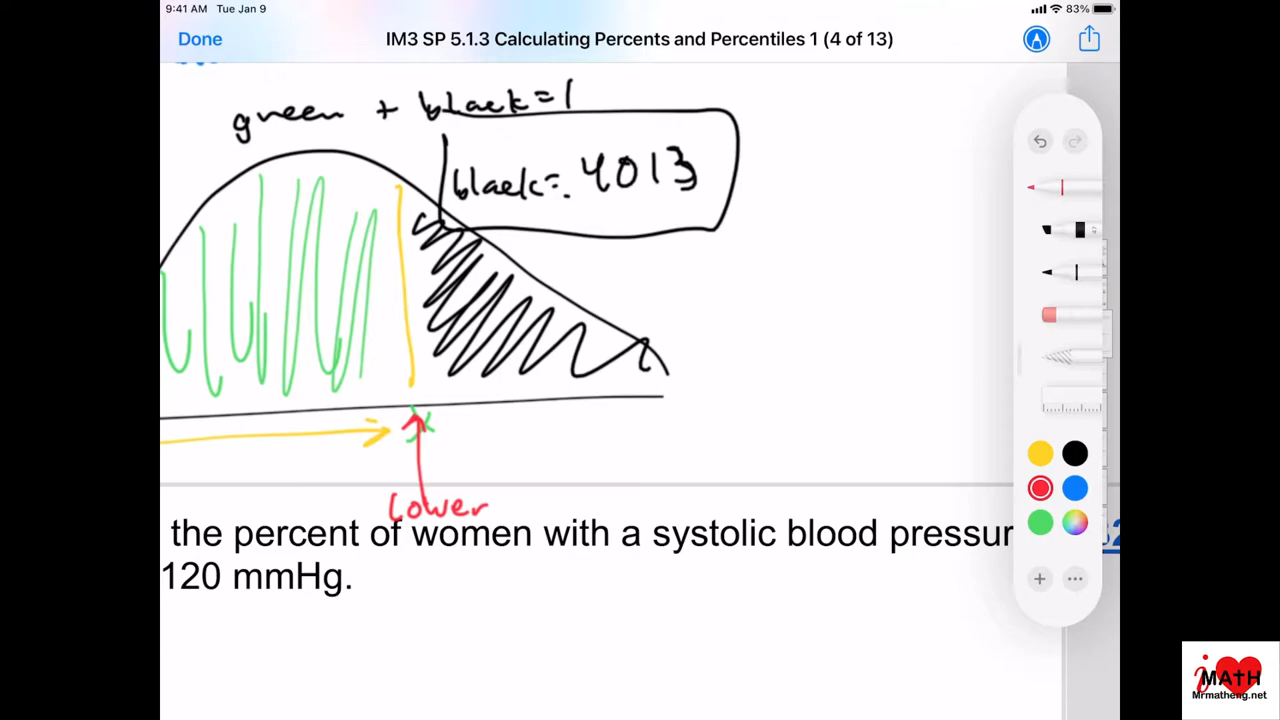 9:41 AM Tue Jan 9
83%
Done
IM3 SP 5.1.3 Calculating Percents and Percentiles 1 (4 of 13)
green + black = 1
black = .4013
x
Lower
the percent of women with a systolic blood pressur
120 mmHg.
i
MATH
Mrmatheng.net